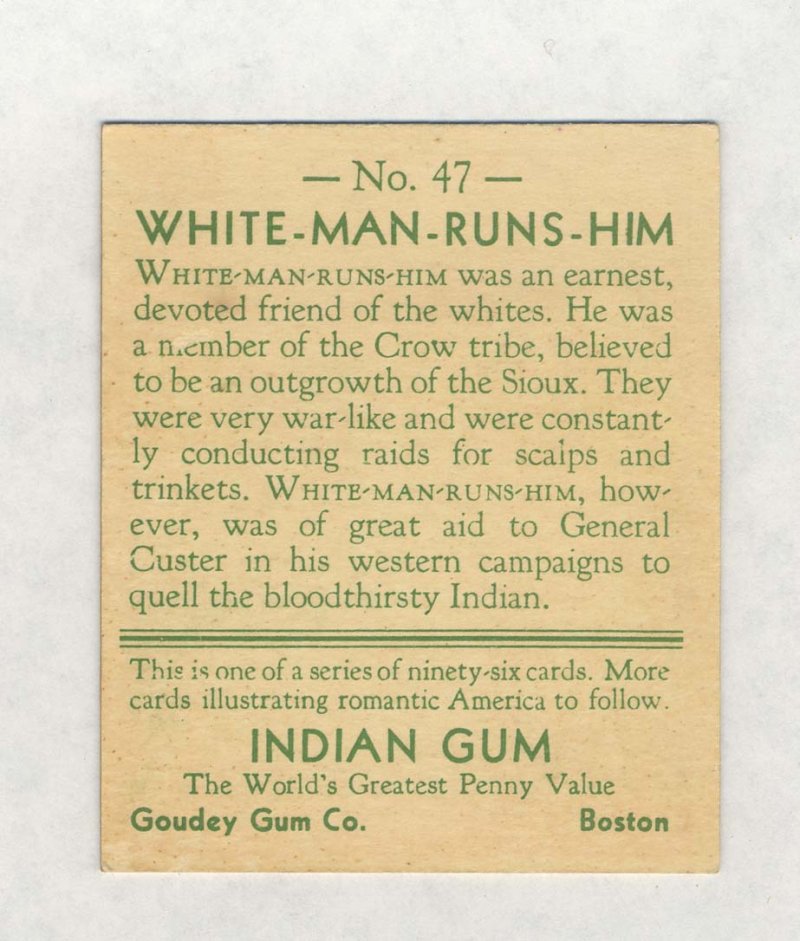 — No. 47 —
WHITE-MAN-RUNS-HIM
WHITE-MAN-RUNS-HIM was an earnest,
devoted friend of the whites. He was
a member of the Crow tribe, believed
to be an outgrowth of the Sioux. They
were very war-like and were constant-
ly conducting raids for scalps and
trinkets. WHITE-MAN-RUNS-HIM, how-
ever, was of great aid to General
Custer in his western campaigns to
quell the bloodthirsty Indian.
This is one of a series of ninety-six cards. More
cards illustrating romantic America to follow.
INDIAN GUM
The World's Greatest Penny Value
Goudey Gum Co. Boston